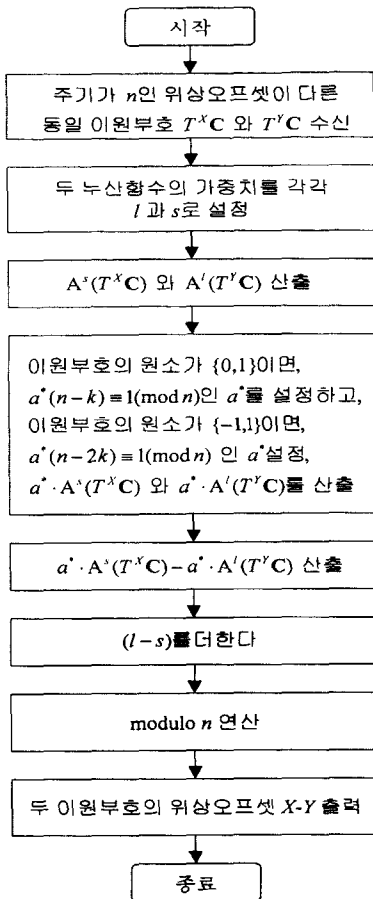 시작
주기가 n인 위상오프셋이 다른
동일 이원부호 T^X C 와 T^Y C 수신
두 누산함수의 가중치를 각각
l 과 s로 설정
A^s(T^X C) 와 A^l(T^Y C) 산출
이원부호의 원소가 {0,1}이면,
a*(n-k) ≡ 1(mod n)인 a*를 설정하고,
이원부호의 원소가 {-1,1}이면,
a*(n-2k) ≡ 1(mod n) 인 a*설정,
a*·A^s(T^X C) 와 a*·A^l(T^Y C)를 산출
a*·A^s(T^X C) - a*·A^l(T^Y C) 산출
(l-s)를더한다
modulo n 연산
두 이원부호의 위상오프셋 X-Y 출력
종료